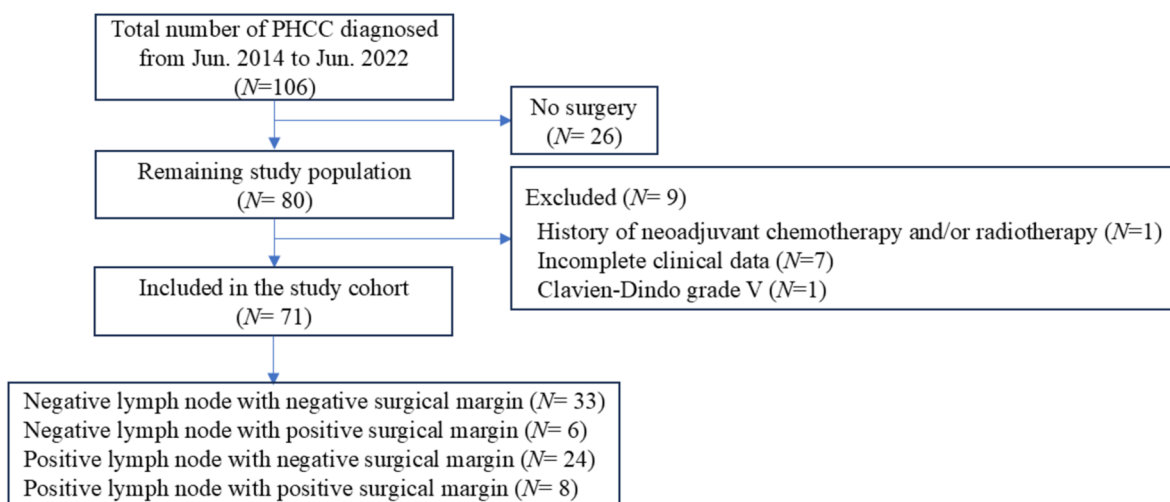 Total number of PHCC diagnosed
from Jun. 2014 to Jun. 2022
(N=106)
No surgery
(N= 26)
Remaining study population
(N= 80)
Excluded (N= 9)
History of neoadjuvant chemotherapy and/or radiotherapy (N=1)
Incomplete clinical data (N=7)
Clavien-Dindo grade V (N=1)
Included in the study cohort
(N= 71)
Negative lymph node with negative surgical margin (N= 33)
Negative lymph node with positive surgical margin (N= 6)
Positive lymph node with negative surgical margin (N= 24)
Positive lymph node with positive surgical margin (N= 8)